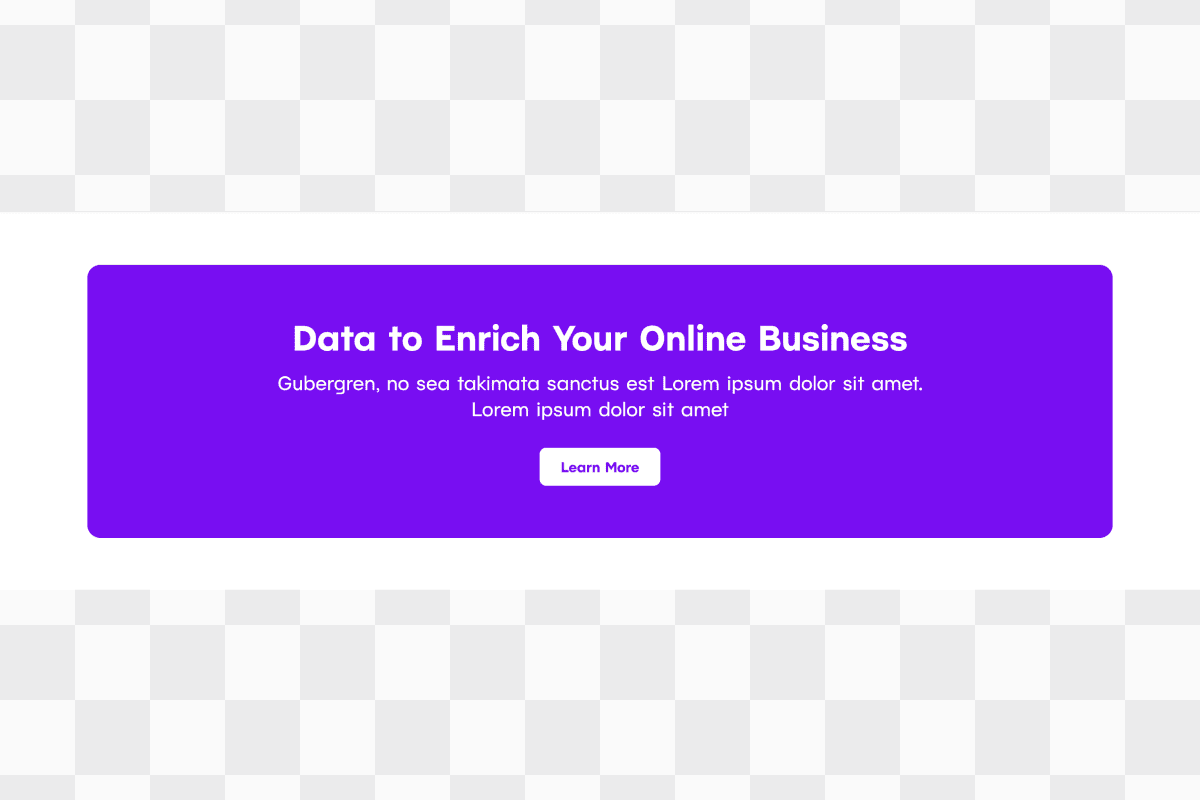 Data to Enrich Your Online Business
Gubergren, no sea takimata sanctus est Lorem ipsum dolor sit amet.
Lorem ipsum dolor sit amet
Learn More